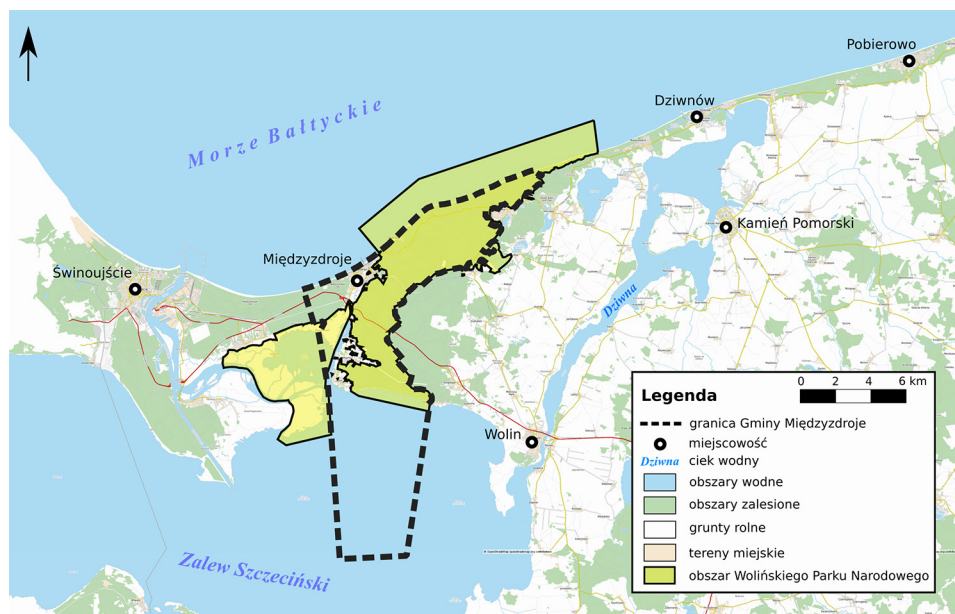 Pobierowo
Dziwnów
Morze Bałtyckie
Kamień Pomorski
Międzyzdroje
Świnoujście
Dziwna
Wolin
Zalew Szczeciński
Legenda
0 2 4 6 km
granica Gminy Międzyzdroje
miejscowość
Dziwna ciek wodny
obszary wodne
obszary zalesione
grunty rolne
tereny miejskie
obszar Wolińskiego Parku Narodowego